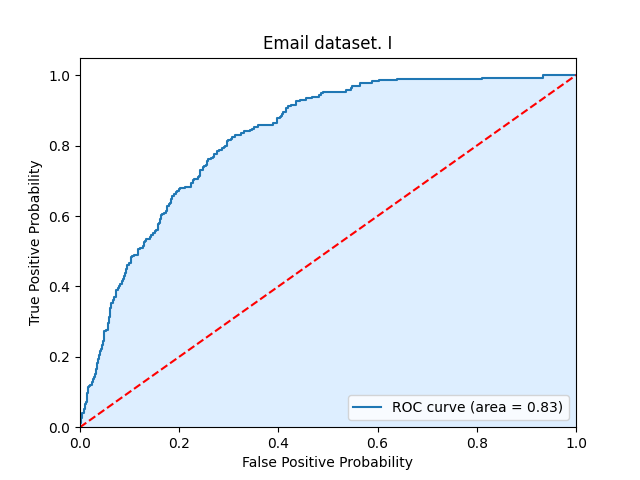 Email dataset. I
1.0
0.8
0.6
0.4
0.2
0.0
True Positive Probability
ROC curve (area = 0.83)
0.0 0.2 0.4 0.6 0.8 1.0
False Positive Probability